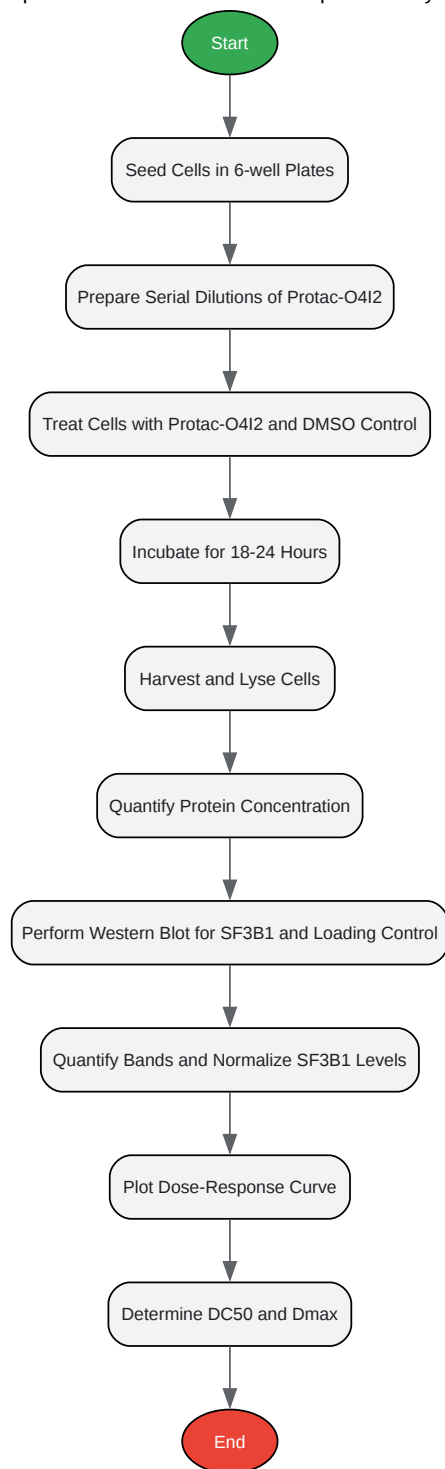 Start
Seed Cells in 6-well Plates
Prepare Serial Dilutions of Protac-O4I2
Treat Cells with Protac-O4I2 and DMSO Control
Incubate for 18-24 Hours
Harvest and Lyse Cells
Quantify Protein Concentration
Perform Western Blot for SF3B1 and Loading Control
Quantify Bands and Normalize SF3B1 Levels
Plot Dose-Response Curve
Determine DC50 and Dmax
End